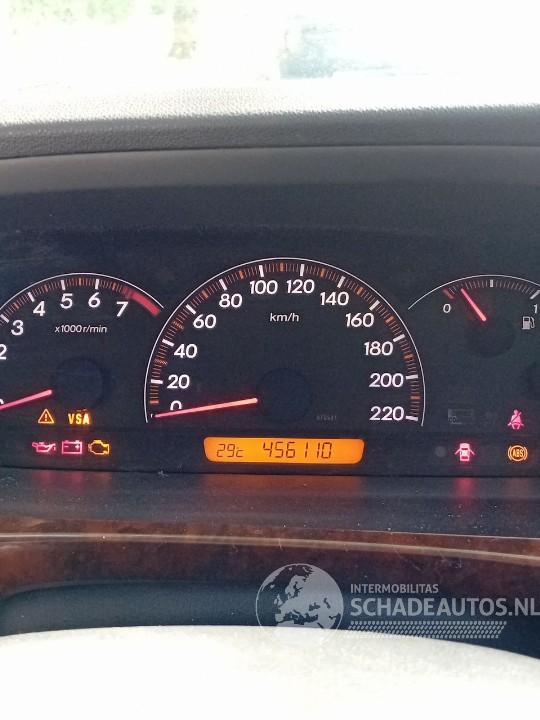 0 20 40 60 80 100 120 140 160 180 200 220
km/h
2 3 4 5 6 7
x1000r/min
0 1
VSA
ABS
29c 456110
INTERMOBILITAS
SCHADEAUTOS.NL